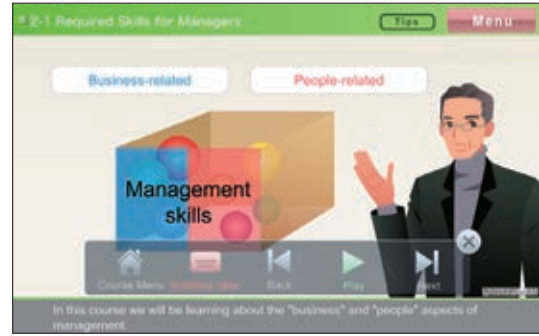 2-1 Required Skills for Managers
Tips
Menu
Business-related
People-related
Management
skills
Course Menu
Back
Play
Next
In this course we will be learning about the "business" and "people" aspects of
management.